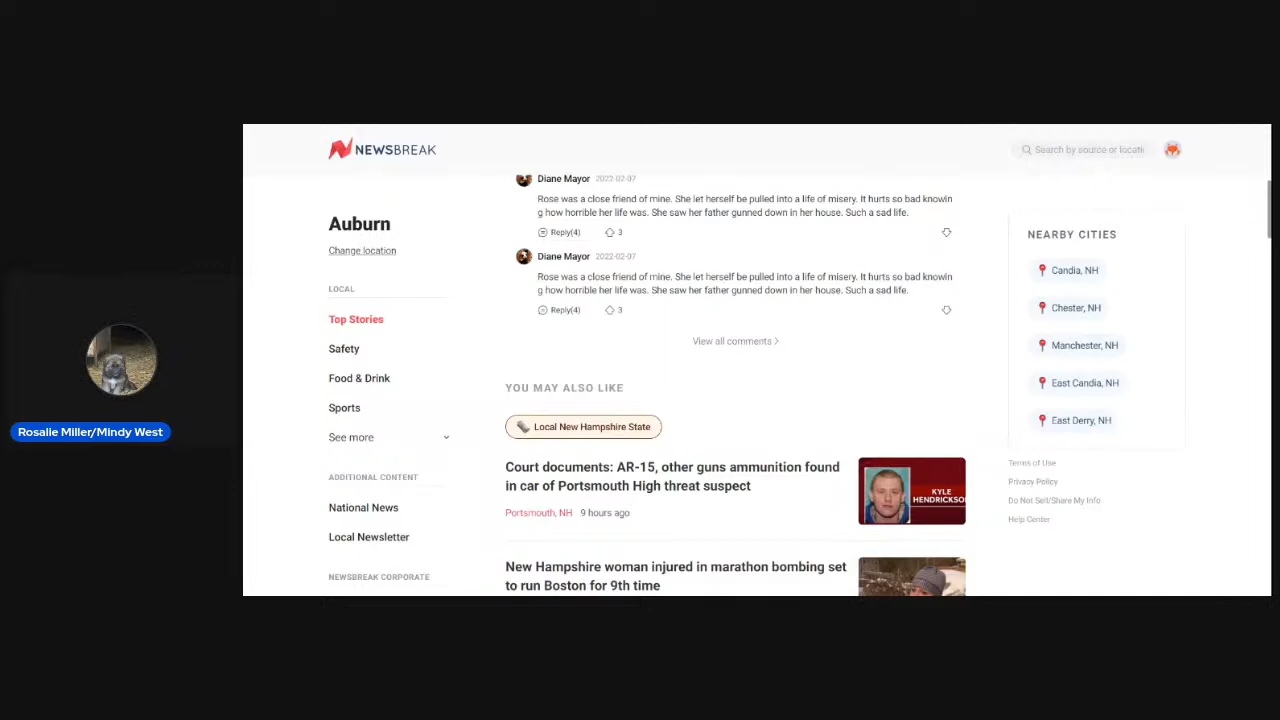 NEWSBREAK
Search by source or locati
Auburn
Change location
LOCAL
Top Stories
Safety
Food & Drink
Sports
See more
ADDITIONAL CONTENT
National News
Local Newsletter
NEWSBREAK CORPORATE
Diane Mayor 2022-02-07
Rose was a close friend of mine. She let herself be pulled into a life of misery. It hurts so bad knowin
g how horrible her life was. She saw her father gunned down in her house. Such a sad life.
Reply(4) 3
Diane Mayor 2022-02-07
Rose was a close friend of mine. She let herself be pulled into a life of misery. It hurts so bad knowin
g how horrible her life was. She saw her father gunned down in her house. Such a sad life.
Reply(4) 3
View all comments >
YOU MAY ALSO LIKE
Local New Hampshire State
Court documents: AR-15, other guns ammunition found
in car of Portsmouth High threat suspect
Portsmouth, NH 9 hours ago
KYLE
HENDRICKSO
New Hampshire woman injured in marathon bombing set
to run Boston for 9th time
NEARBY CITIES
Candia, NH
Chester, NH
Manchester, NH
East Candia, NH
East Derry, NH
Terms of Use
Privacy Policy
Do Not Sell/Share My Info
Help Center
Rosalie Miller/Mindy West